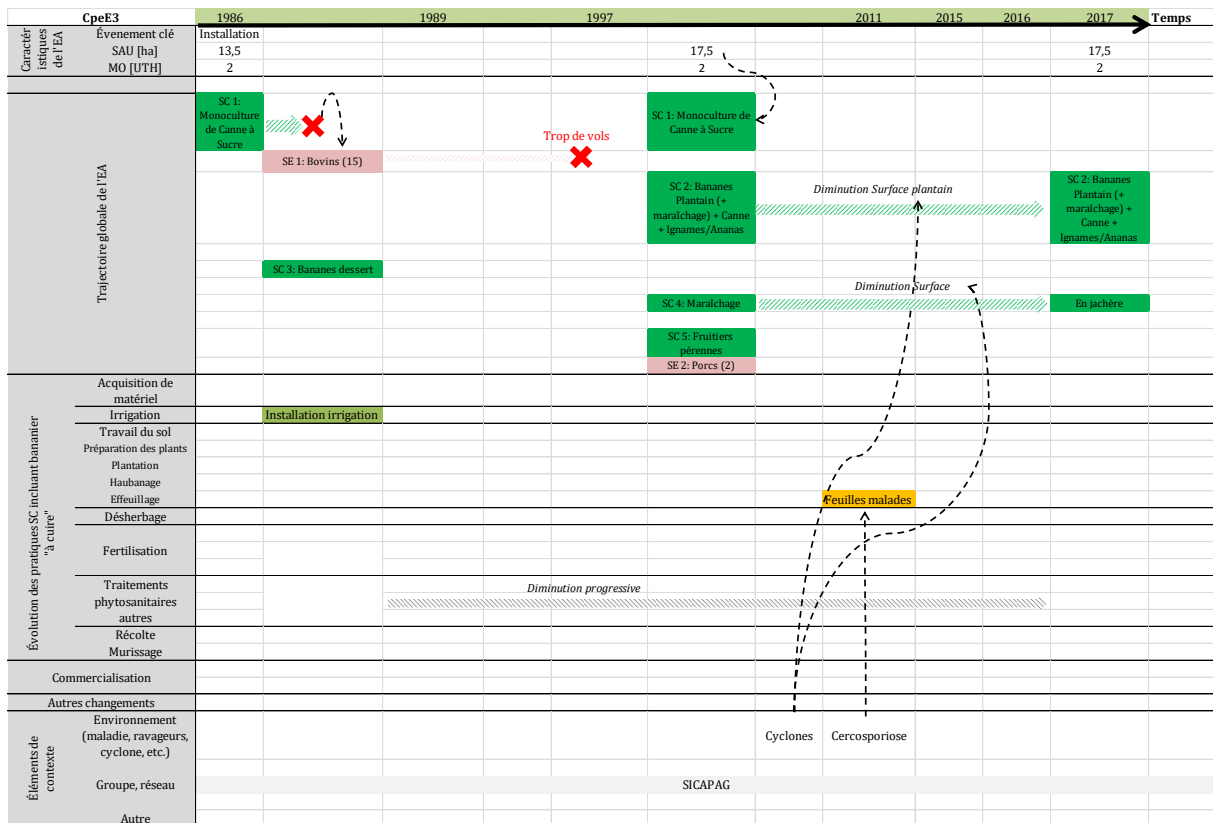 CpeE3 1986 1989 1997 2011 2015 2016 2017 Temps
Caractér
istiques
de l'EA
Évenement clé Installation
SAU [ha] 13,5 17,5 17,5
MO [UTH] 2 2 2
Trajectoire globale de l'EA
SC 1:
Monoculture
de Canne à
Sucre
SC 1: Monoculture de
Canne à Sucre
Trop de vols
SE 1: Bovins (15)
SC 2: Bananes
Plantain (+
maraîchage) + Canne
+ Ignames/Ananas
Diminution Surface plantain
SC 2: Bananes
Plantain (+
maraîchage) +
Canne +
Ignames/Ananas
SC 3: Bananes dessert
Diminution Surface
SC 4: Maraîchage
En jachère
SC 5: Fruitiers
pérennes
SE 2: Porcs (2)
Évolution des pratiques SC incluant bananier
"à cuire"
Acquisition de
matériel
Irrigation Installation irrigation
Travail du sol
Préparation des plants
Plantation
Haubanage
Effeuillage Feuilles malades
Désherbage
Fertilisation
Traitements
phytosanitaires
autres
Diminution progressive
Récolte
Murissage
Commercialisation
Autres changements
Éléments de
contexte
Environnement
(maladie, ravageurs,
cyclone, etc.)
Cyclones Cercosporiose
Groupe, réseau SICAPAG
Autre